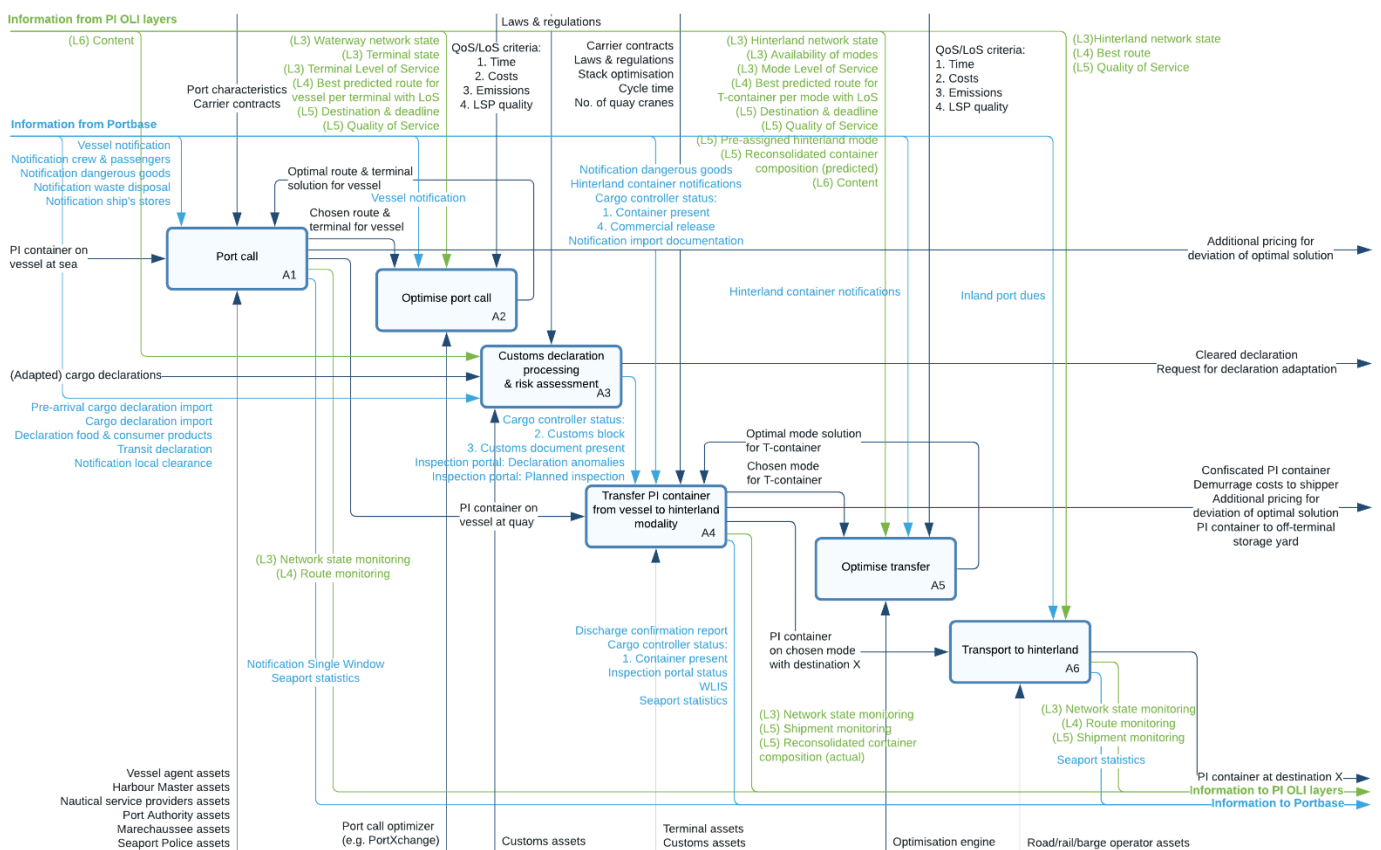 Information from PI OLI layers
Laws & regulations
(L6) Content
(L3) Waterway network state
(L3) Terminal state
(L3) Terminal Level of Service
(L4) Best predicted route for
vessel per terminal with LoS
(L5) Destination & deadline
(L5) Quality of Service
QoS/LoS criteria:
1. Time
2. Costs
3. Emissions
4. LSP quality
Carrier contracts
Laws & regulations
Stack optimisation
Cycle time
No. of quay cranes
(L3) Hinterland network state
(L3) Availability of modes
(L3) Mode Level of Service
(L4) Best predicted route for
T-container per mode with LoS
(L5) Destination & deadline
(L5) Quality of Service
(L5) Pre-assigned hinterland mode
(L5) Reconsolidated container
composition (predicted)
(L6) Content
QoS/LoS criteria:
1. Time
2. Costs
3. Emissions
4. LSP quality
(L3)Hinterland network state
(L4) Best route
(L5) Quality of Service
Port characteristics
Carrier contracts
Information from Portbase
Vessel notification
Notification crew & passengers
Notification dangerous goods
Notification waste disposal
Notification ship's stores
Optimal route & terminal
solution for vessel
Vessel notification
Chosen route &
terminal for vessel
Notification dangerous goods
Hinterland container notifications
Cargo controller status:
1. Container present
4. Commercial release
Notification import documentation
PI container on
vessel at sea
Port call
A1
Additional pricing for
deviation of optimal solution
Optimise port call
A2
Hinterland container notifications
Inland port dues
Customs declaration
processing
& risk assessment
A3
Cleared declaration
Request for declaration adaptation
(Adapted) cargo declarations
Pre-arrival cargo declaration import
Cargo declaration import
Declaration food & consumer products
Transit declaration
Notification local clearance
Cargo controller status:
2. Customs block
3. Customs document present
Inspection portal: Declaration anomalies
Inspection portal: Planned inspection
Optimal mode solution
for T-container
Chosen mode
for T-container
PI container on
vessel at quay
Transfer PI container
from vessel to hinterland
modality
A4
Confiscated PI container
Demurrage costs to shipper
Additional pricing for
deviation of optimal solution
PI container to off-terminal
storage yard
Optimise transfer
A5
(L3) Network state monitoring
(L4) Route monitoring
Discharge confirmation report
Cargo controller status:
1. Container present
Inspection portal status
WLIS
Seaport statistics
PI container
on chosen mode
with destination X
Transport to hinterland
A6
Notification Single Window
Seaport statistics
(L3) Network state monitoring
(L5) Shipment monitoring
(L5) Reconsolidated container
composition (actual)
(L3) Network state monitoring
(L4) Route monitoring
(L5) Shipment monitoring
Seaport statistics
PI container at destination X
Information to PI OLI layers
Information to Portbase
Vessel agent assets
Harbour Master assets
Nautical service providers assets
Port Authority assets
Marechaussee assets
Seaport Police assets
Port call optimizer
(e.g. PortXchange)
Customs assets
Terminal assets
Customs assets
Optimisation engine
Road/rail/barge operator assets